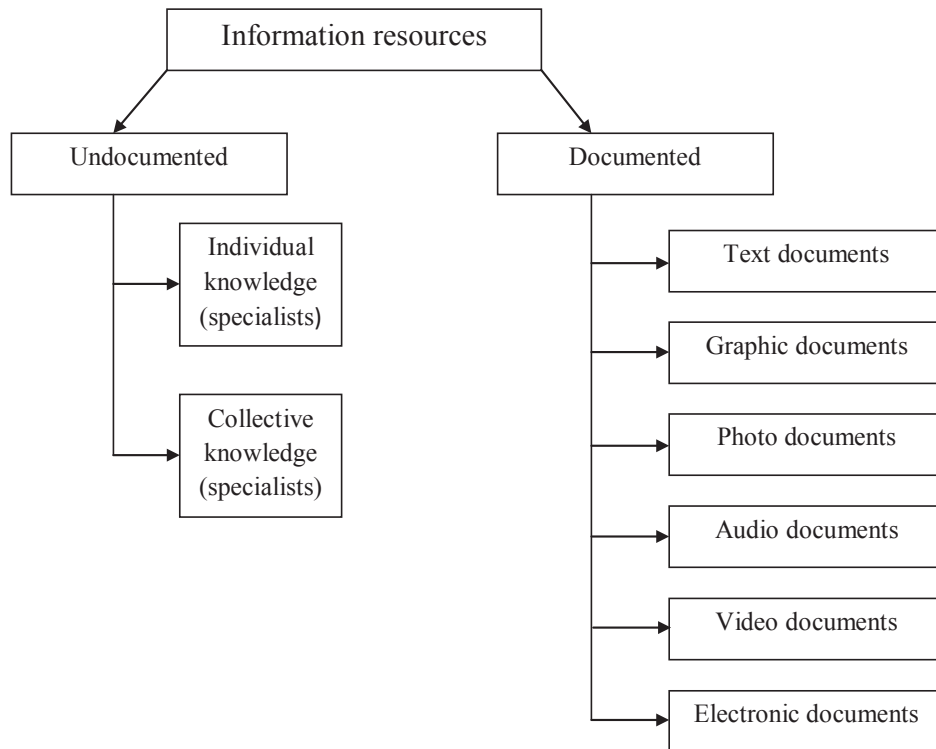 Information resources
Undocumented
Individual
knowledge
(specialists)
Collective
knowledge
(specialists)
Documented
Text documents
Graphic documents
Photo documents
Audio documents
Video documents
Electronic documents